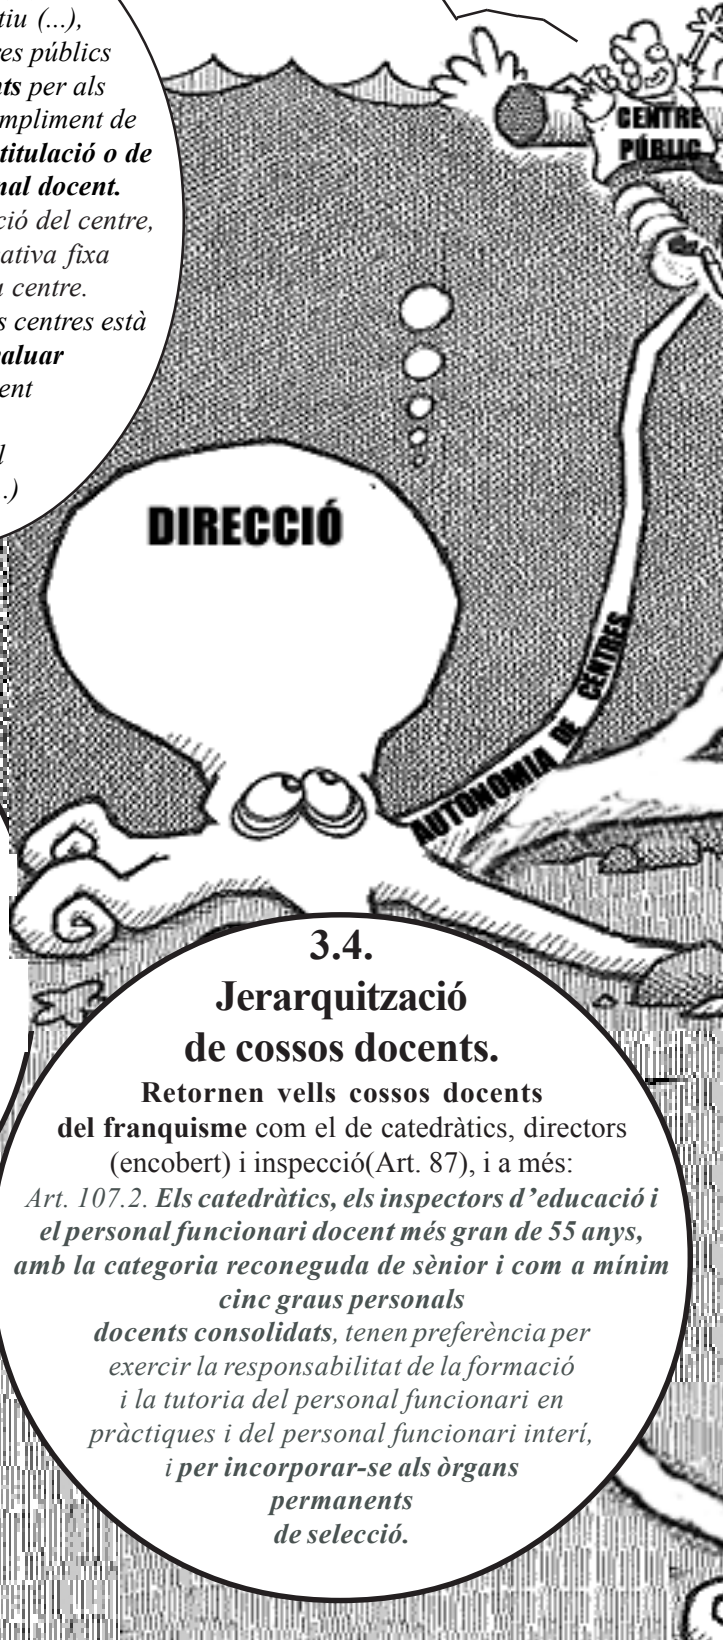 tiu (...),
res públics
nts per als
mpliment de
titulació o de
nal docent.
ció del centre,
ativa fixa
centre.
s centres està
aluar
ent
l
.)
CENTRE
PÚBLIC
DIRECCIÓ
AUTONOMIA DE CENTRES
3.4.
Jerarquització
de cossos docents.
Retornen vells cossos docents
del franquisme com el de catedràtics, directors
(encobert) i inspecció(Art. 87), i a més:
Art. 107.2. Els catedràtics, els inspectors d’educació i
el personal funcionari docent més gran de 55 anys,
amb la categoria reconeguda de sènior i com a mínim
cinc graus personals
docents consolidats, tenen preferència per
exercir la responsabilitat de la formació
i la tutoria del personal funcionari en
pràctiques i del personal funcionari interí,
i per incorporar-se als òrgans
permanents
de selecció.